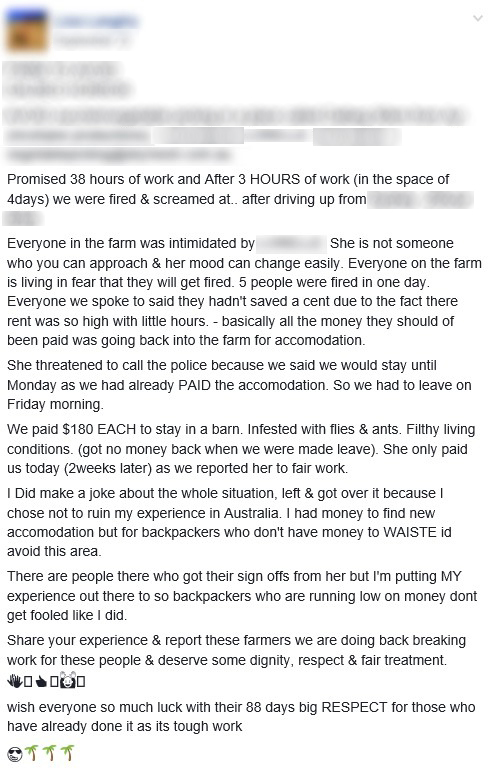 Promised 38 hours of work and After 3 HOURS of work (in the space of
4days) we were fired & screamed at.. after driving up from
Everyone in the farm was intimidated by She is not someone
who you can approach & her mood can change easily. Everyone on the farm
is living in fear that they will get fired. 5 people were fired in one day.
Everyone we spoke to said they hadn't saved a cent due to the fact there
rent was so high with little hours. - basically all the money they should of
been paid was going back into the farm for accomodation.
She threatened to call the police because we said we would stay until
Monday as we had already PAID the accomodation. So we had to leave on
Friday morning.
We paid $180 EACH to stay in a barn. Infested with flies & ants. Filthy living
conditions. (got no money back when we were made leave). She only paid
us today (2weeks later) as we reported her to fair work.
I Did make a joke about the whole situation, left & got over it because I
chose not to ruin my experience in Australia. I had money to find new
accomodation but for backpackers who don't have money to WAISTE id
avoid this area.
There are people there who got their sign offs from her but I'm putting MY
experience out there to so backpackers who are running low on money dont
get fooled like I did.
Share your experience & report these farmers we are doing back breaking
work for these people & deserve some dignity, respect & fair treatment.
wish everyone so much luck with their 88 days big RESPECT for those who
have already done it as its tough work